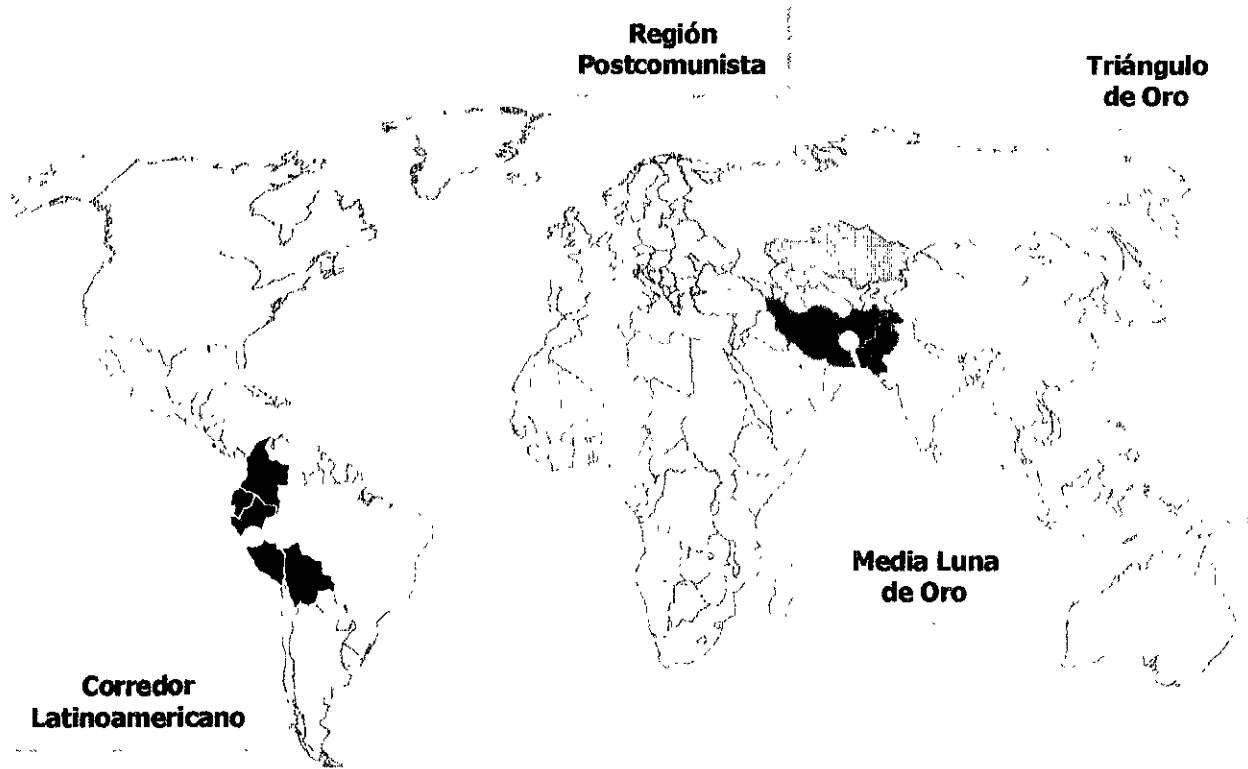 Región
Postcomunista
Triángulo
de Oro
Media Luna
de Oro
Corredor
Latinoamericano